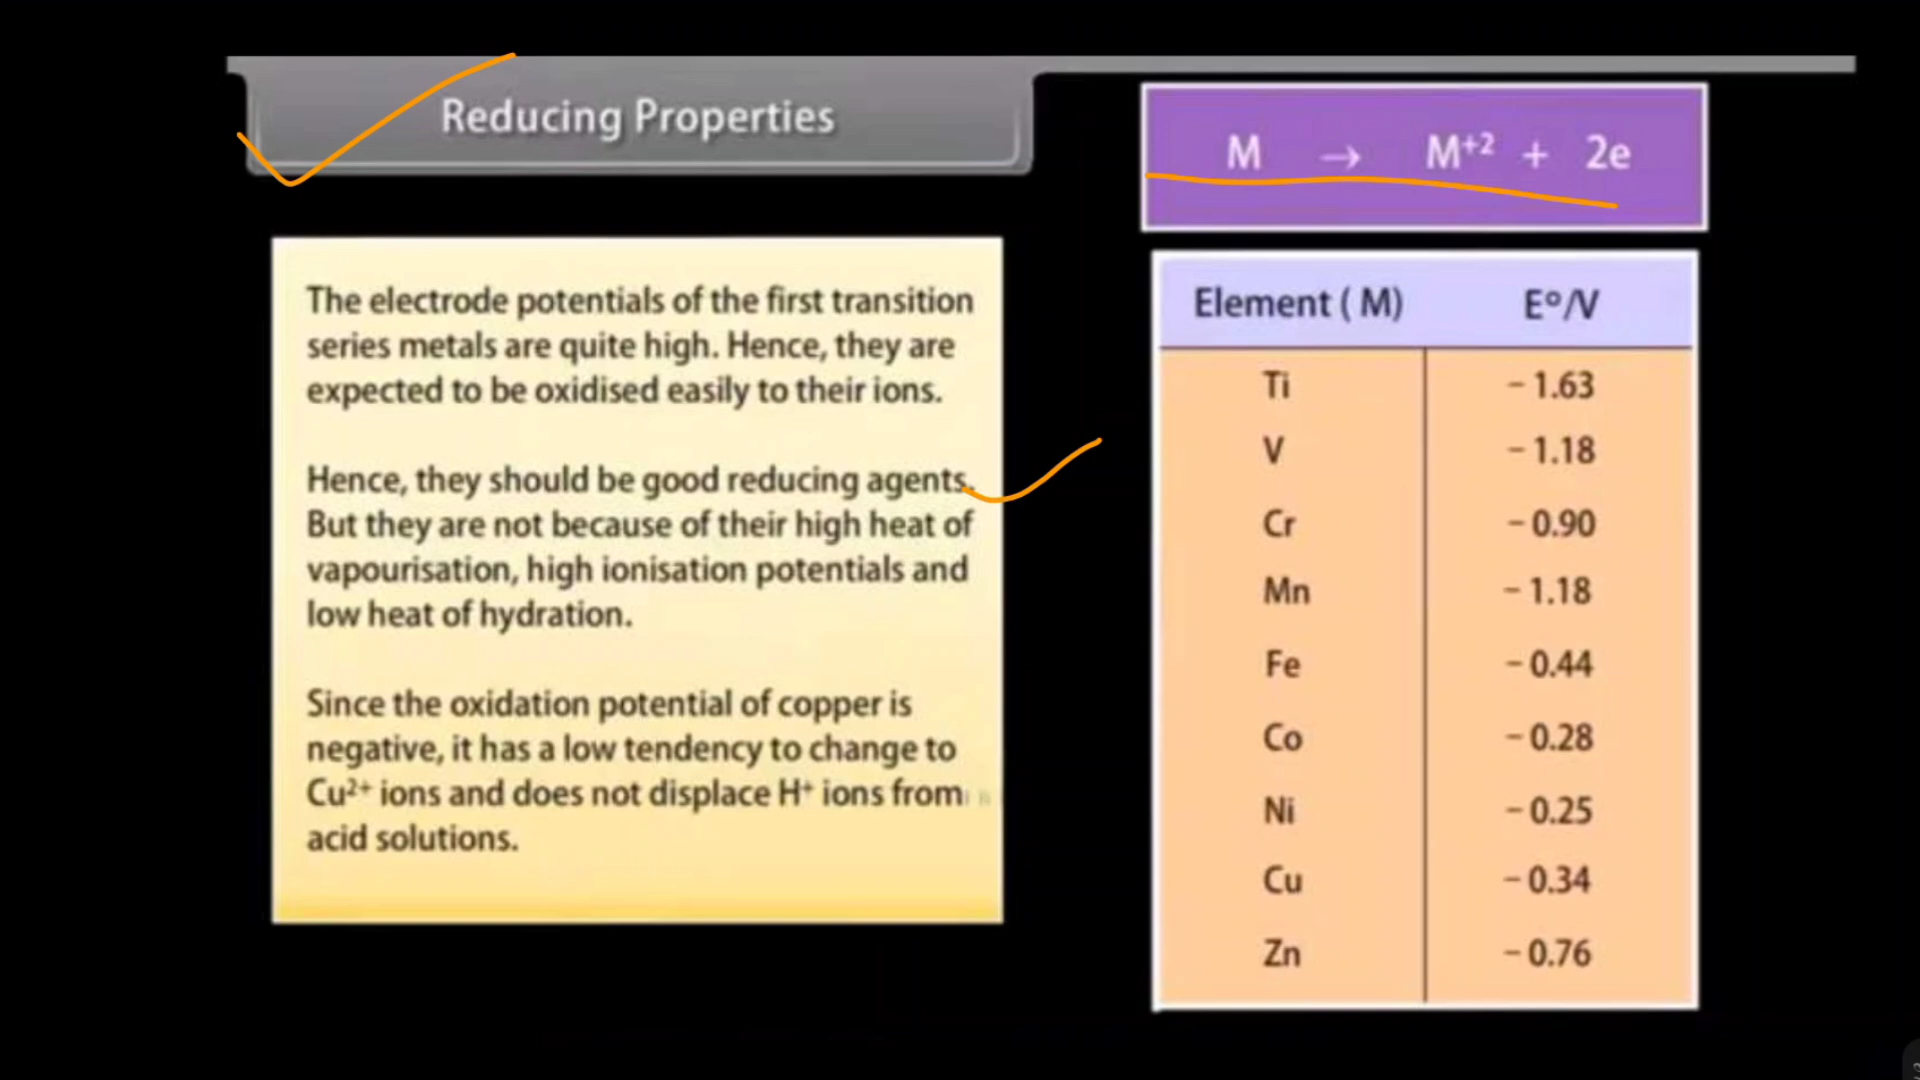 Reducing Properties
M → M⁺² + 2e
The electrode potentials of the first transition
series metals are quite high. Hence, they are
expected to be oxidised easily to their ions.
Hence, they should be good reducing agents.
But they are not because of their high heat of
vapourisation, high ionisation potentials and
low heat of hydration.
Since the oxidation potential of copper is
negative, it has a low tendency to change to
Cu²⁺ ions and does not displace H⁺ ions from
acid solutions.
Element ( M) E°/V
Ti – 1.63
V – 1.18
Cr – 0.90
Mn – 1.18
Fe – 0.44
Co – 0.28
Ni – 0.25
Cu – 0.34
Zn – 0.76